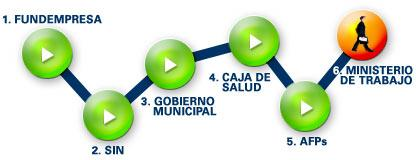 1. FUNDEMPRESA
2. SIN
3. GOBIERNO
MUNICIPAL
4. CAJA DE
SALUD
5. AFPs
6. MINISTERIO
DE TRABAJO